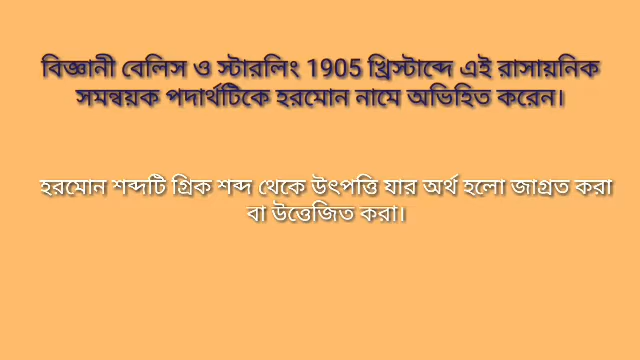 বিজ্ঞানী বেলিস ও স্টারলিং 1905 খ্রিস্টাব্দে এই রাসায়নিক
সমন্বয়ক পদার্থটিকে হরমোন নামে অভিহিত করেন।
হরমোন শব্দটি গ্রিক শব্দ থেকে উৎপত্তি যার অর্থ হলো জাগ্রত করা
বা উত্তেজিত করা।